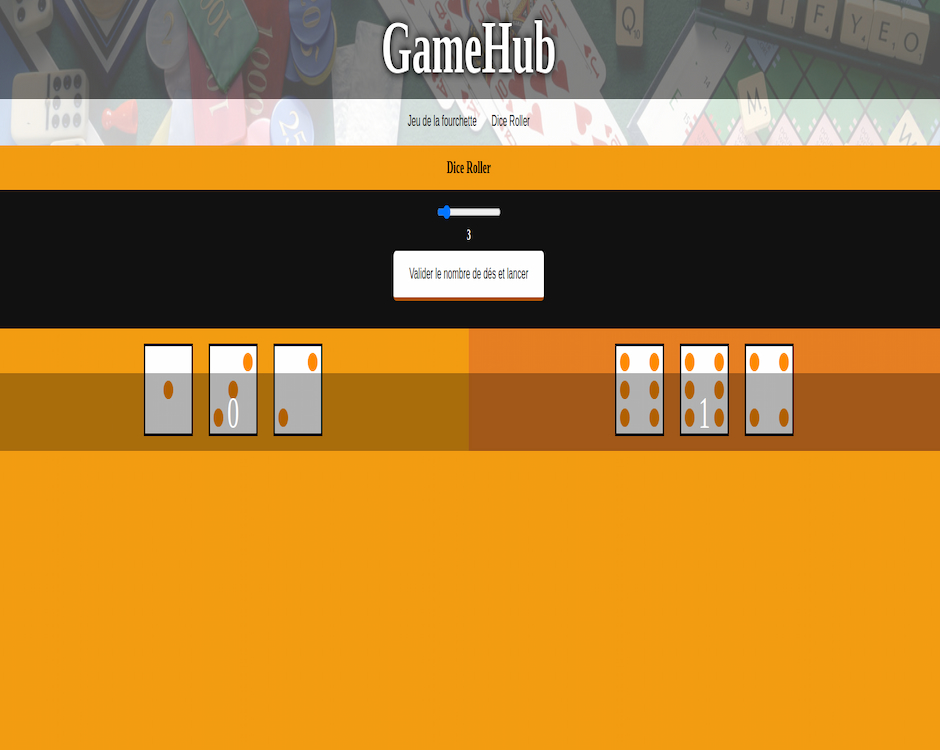 GameHub
Jeu de la fourchette Dice Roller
Dice Roller
3
Valider le nombre de dés et lancer
0 1